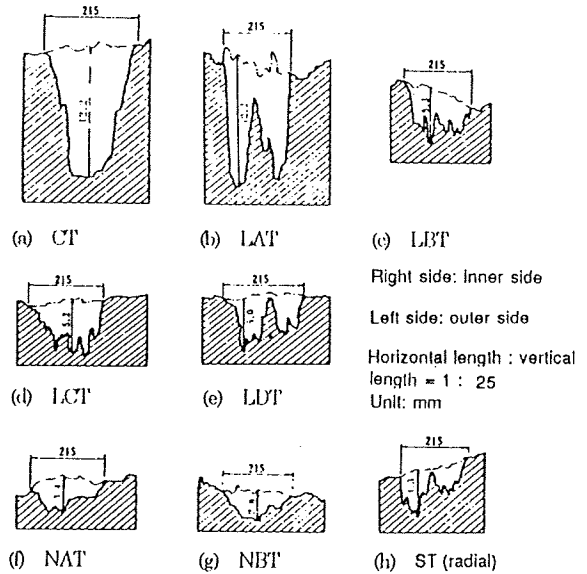 215
215
215
(a) CT
(b) LAT
(c) LBT
215
215
Right side: Inner side
Left side: outer side
Horizontal length : vertical
length = 1 : 25
Unit: mm
(d) LCT
(e) LDT
215
215
215
(f) NAT
(g) NBT
(h) ST (radial)